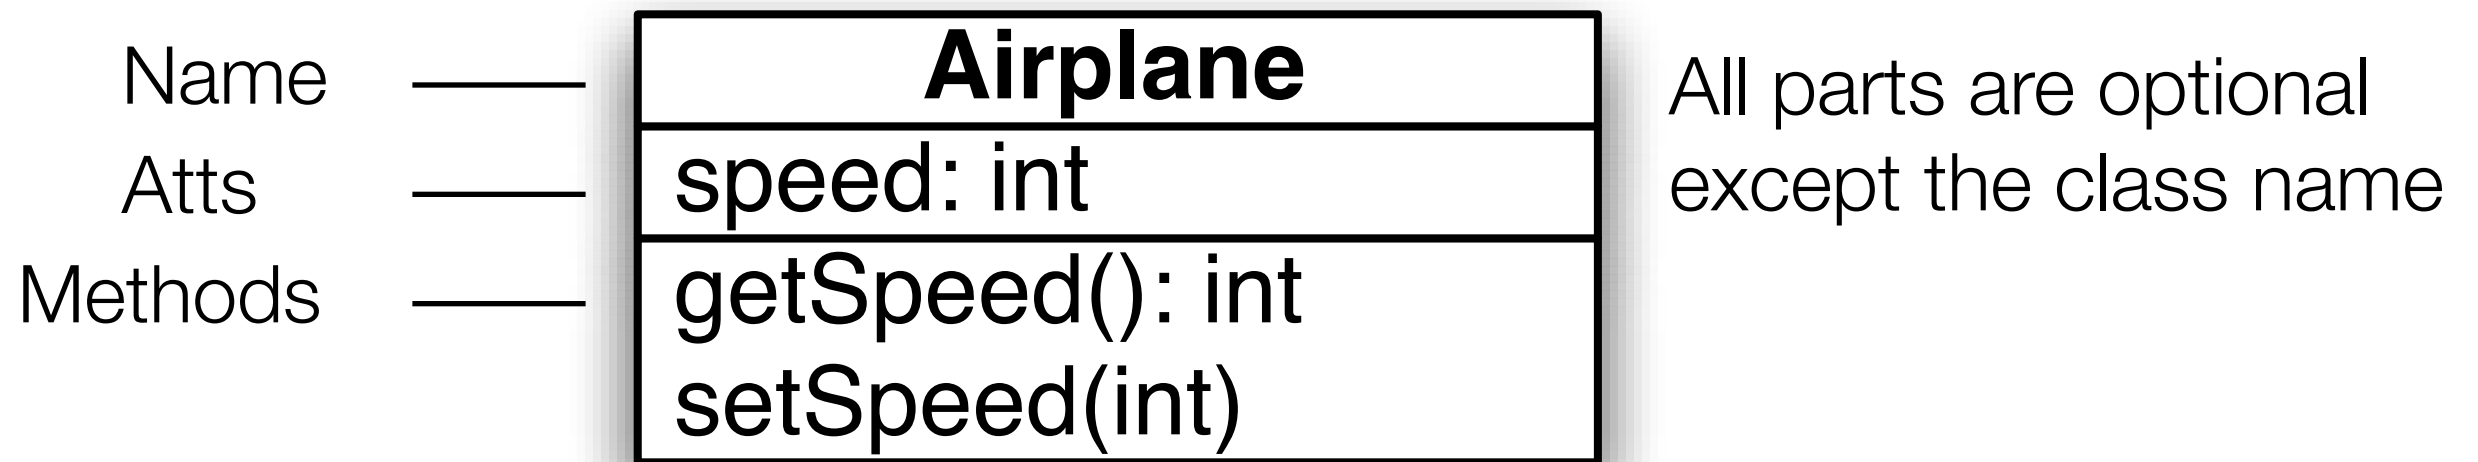 Name
Atts
Methods
Airplane
speed: int
getSpeed(): int
setSpeed(int)
All parts are optional
except the class name